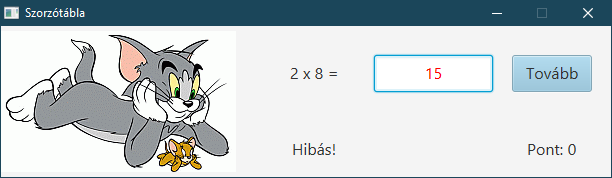 Szorzótábla
2 x 8 =
15
Tovább
Hibás!
Pont: 0